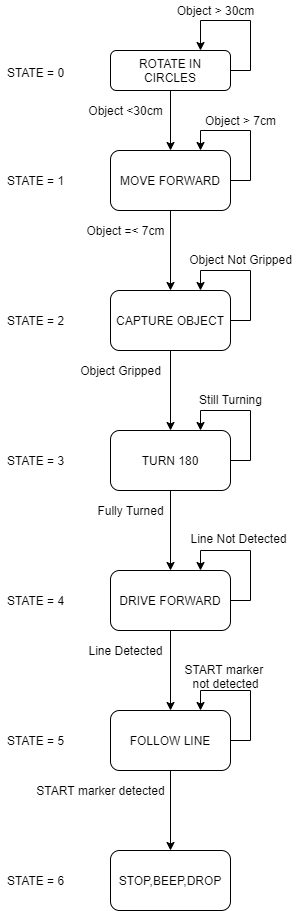 Object > 30cm
STATE = 0
ROTATE IN
CIRCLES
Object <30cm
Object > 7cm
STATE = 1
MOVE FORWARD
Object =< 7cm
Object Not Gripped
STATE = 2
CAPTURE OBJECT
Object Gripped
Still Turning
STATE = 3
TURN 180
Fully Turned
Line Not Detected
STATE = 4
DRIVE FORWARD
Line Detected
START marker
not detected
STATE = 5
FOLLOW LINE
START marker detected
STATE = 6
STOP,BEEP,DROP